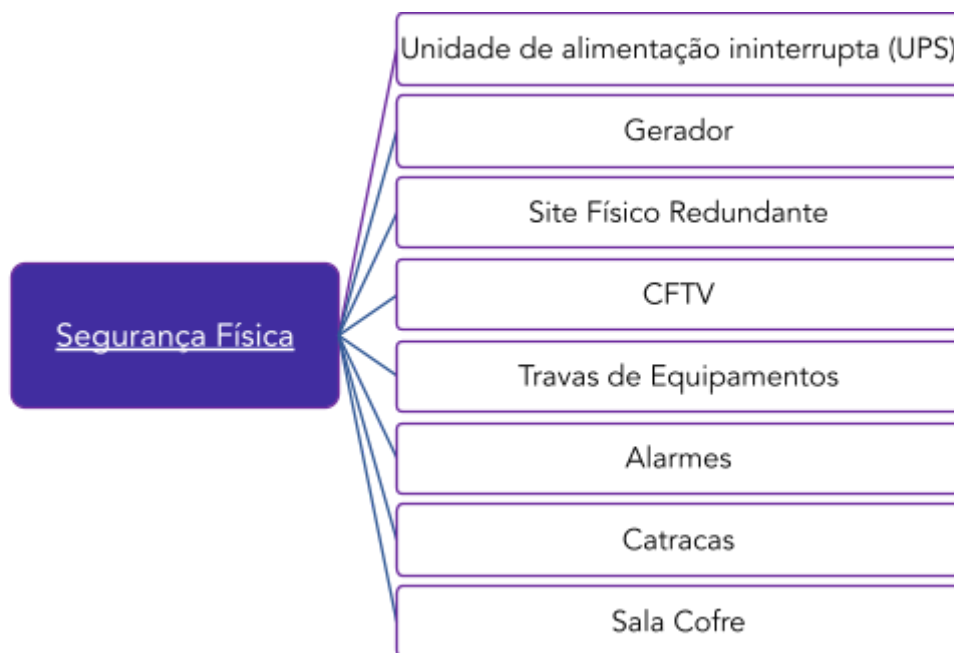 Unidade de alimentação ininterrupta (UPS)
Gerador
Site Físico Redundante
CFTV
Segurança Física
Travas de Equipamentos
Alarmes
Catracas
Sala Cofre